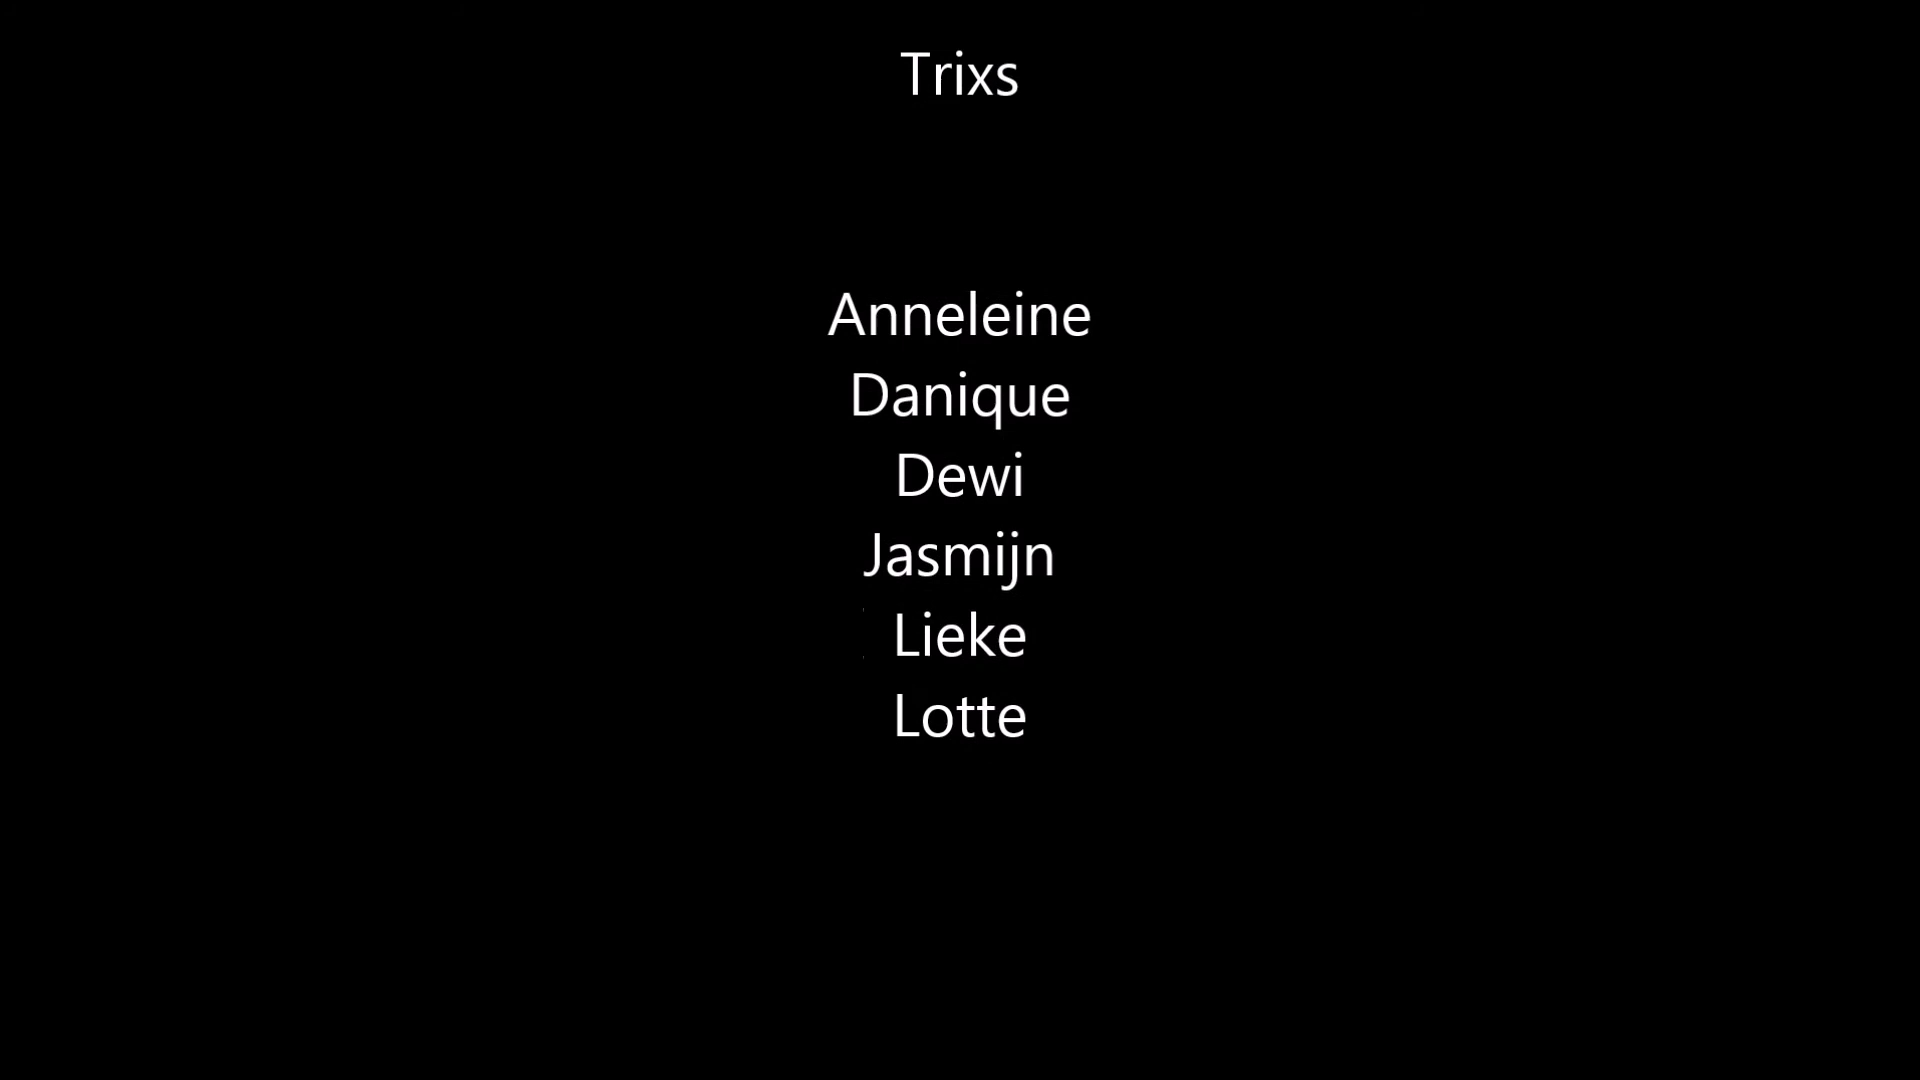 Trixs
Anneleine
Danique
Dewi
Jasmijn
Lieke
Lotte